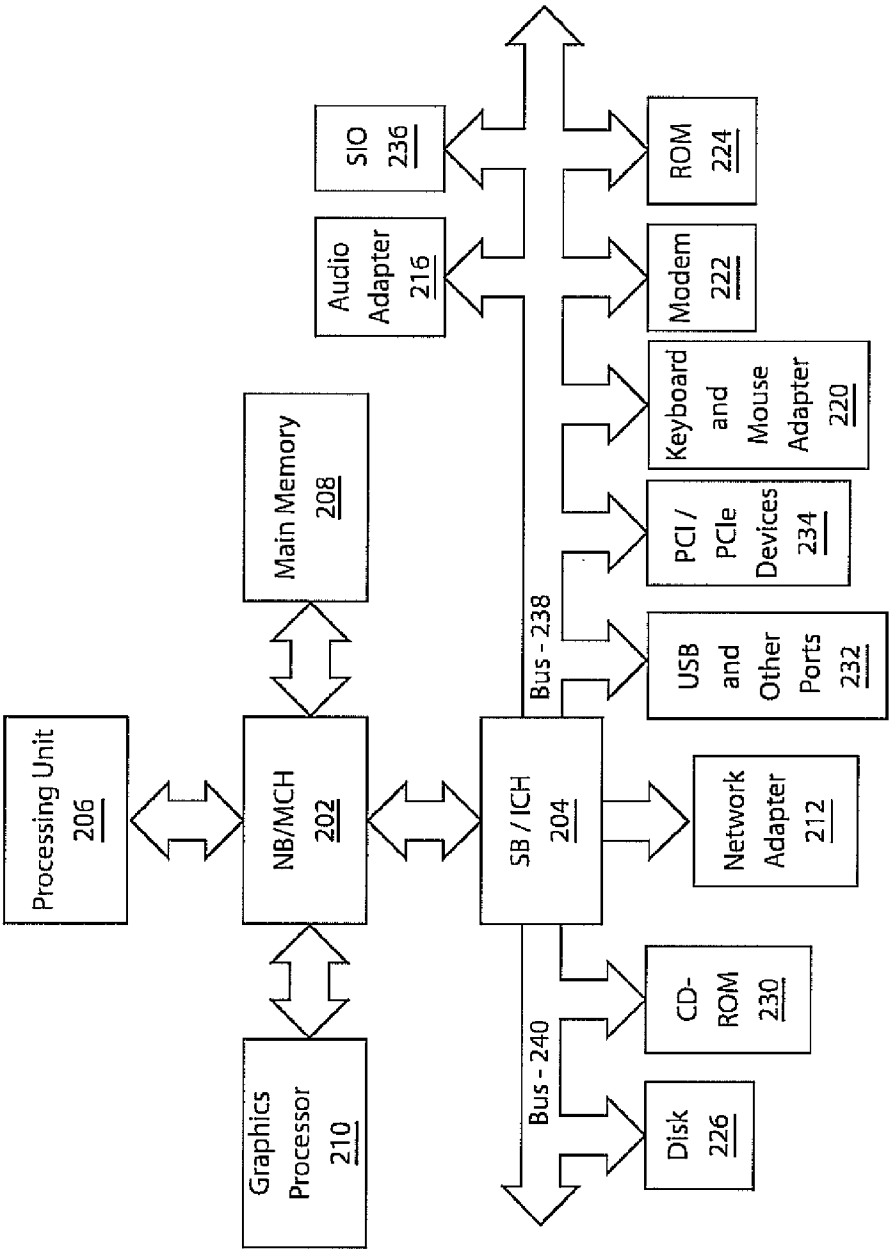 Processing Unit
206
Graphics
Processor
210
NB/MCH
202
Main Memory
208
Audio
Adapter
216
SIO
236
Bus – 240
SB / ICH
204
Bus – 238
Disk
226
CD-
ROM
230
Network
Adapter
212
USB
and
Other
Ports
232
PCI /
PCIe
Devices
234
Keyboard
and
Mouse
Adapter
220
Modem
222
ROM
224